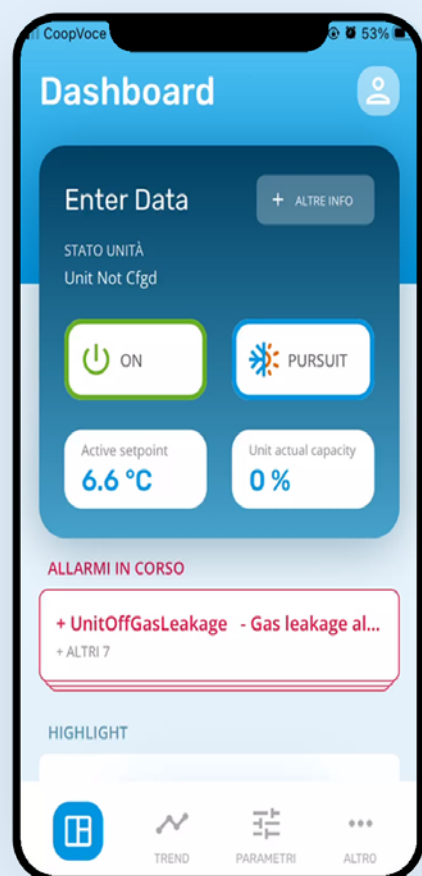 CoopVoce
53%
Dashboard
Enter Data
+ ALTRE INFO
STATO UNITÀ
Unit Not Cfgd
ON
PURSUIT
Active setpoint
6.6 °C
Unit actual capacity
0 %
ALLARMI IN CORSO
+ UnitOffGasLeakage - Gas leakage al...
+ ALTRI 7
HIGHLIGHT
TREND
PARAMETRI
ALTRO